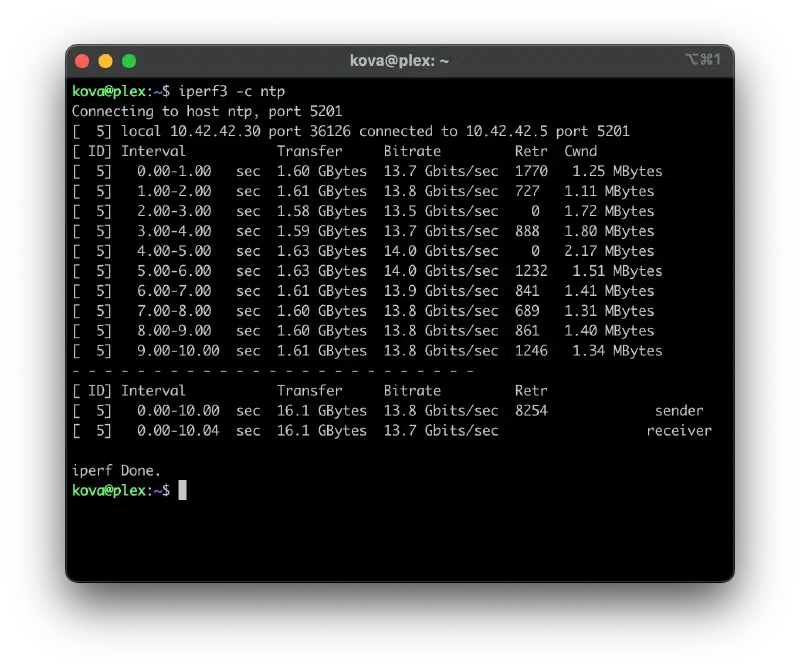 kova@plex: ~ ⌥⌘1
kova@plex:~$ iperf3 -c ntp
Connecting to host ntp, port 5201
[  5] local 10.42.42.30 port 36126 connected to 10.42.42.5 port 5201
[ ID] Interval           Transfer     Bitrate         Retr  Cwnd
[  5]   0.00-1.00   sec  1.60 GBytes  13.7 Gbits/sec  1770   1.25 MBytes
[  5]   1.00-2.00   sec  1.61 GBytes  13.8 Gbits/sec  727   1.11 MBytes
[  5]   2.00-3.00   sec  1.58 GBytes  13.5 Gbits/sec    0   1.72 MBytes
[  5]   3.00-4.00   sec  1.59 GBytes  13.7 Gbits/sec  888   1.80 MBytes
[  5]   4.00-5.00   sec  1.63 GBytes  14.0 Gbits/sec    0   2.17 MBytes
[  5]   5.00-6.00   sec  1.63 GBytes  14.0 Gbits/sec  1232   1.51 MBytes
[  5]   6.00-7.00   sec  1.61 GBytes  13.9 Gbits/sec  841   1.41 MBytes
[  5]   7.00-8.00   sec  1.60 GBytes  13.8 Gbits/sec  689   1.31 MBytes
[  5]   8.00-9.00   sec  1.60 GBytes  13.8 Gbits/sec  861   1.40 MBytes
[  5]   9.00-10.00  sec  1.61 GBytes  13.8 Gbits/sec  1246   1.34 MBytes
- - - - - - - - - - - - - - - - - - - - - - - - -
[ ID] Interval           Transfer     Bitrate         Retr
[  5]   0.00-10.00  sec  16.1 GBytes  13.8 Gbits/sec  8254             sender
[  5]   0.00-10.04  sec  16.1 GBytes  13.7 Gbits/sec                  receiver
iperf Done.
kova@plex:~$